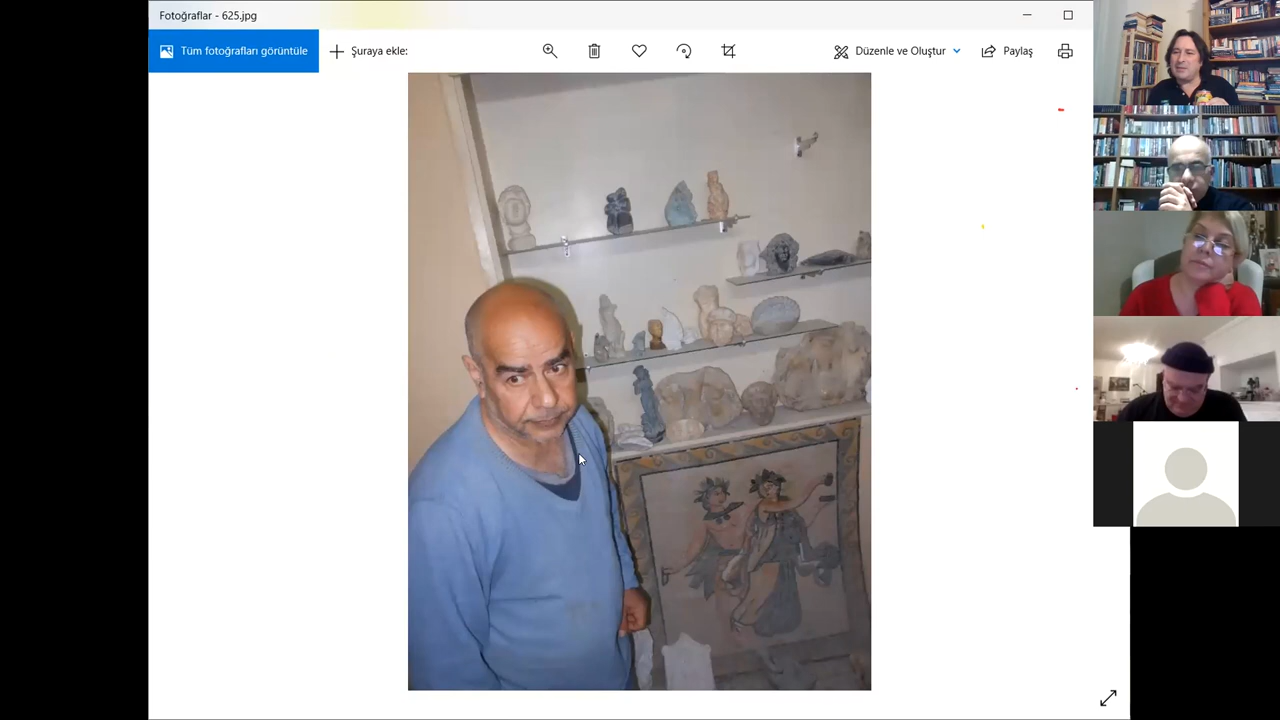 Fotoğraflar - 625.jpg
Tüm fotoğrafları görüntüle
Şuraya ekle:
Düzenle ve Oluştur
Paylaş